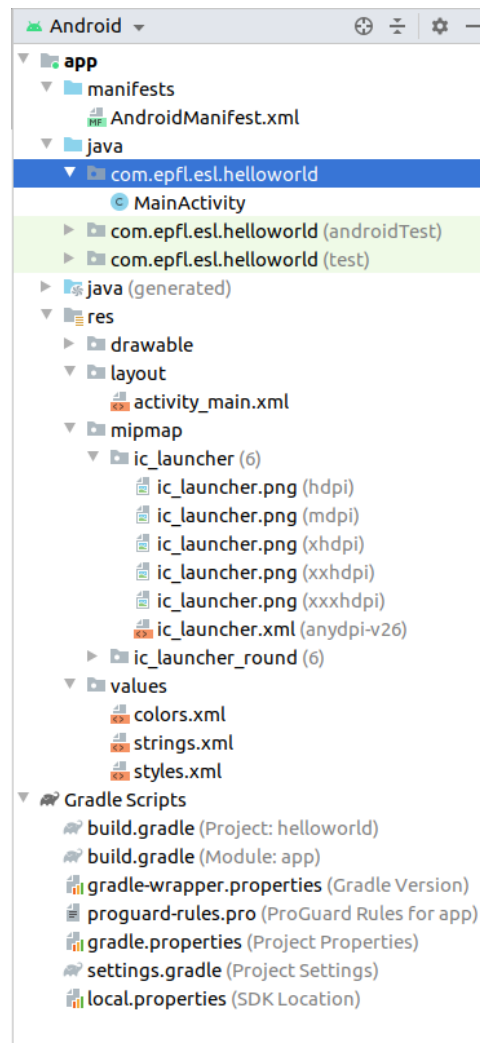 Android
app
manifests
MF AndroidManifest.xml
java
com.epfl.esl.helloworld
C MainActivity
com.epfl.esl.helloworld (androidTest)
com.epfl.esl.helloworld (test)
java (generated)
res
drawable
layout
activity_main.xml
mipmap
ic_launcher (6)
ic_launcher.png (hdpi)
ic_launcher.png (mdpi)
ic_launcher.png (xhdpi)
ic_launcher.png (xxhdpi)
ic_launcher.png (xxxhdpi)
ic_launcher.xml (anydpi-v26)
ic_launcher_round (6)
values
colors.xml
strings.xml
styles.xml
Gradle Scripts
build.gradle (Project: helloworld)
build.gradle (Module: app)
gradle-wrapper.properties (Gradle Version)
proguard-rules.pro (ProGuard Rules for app)
gradle.properties (Project Properties)
settings.gradle (Project Settings)
local.properties (SDK Location)